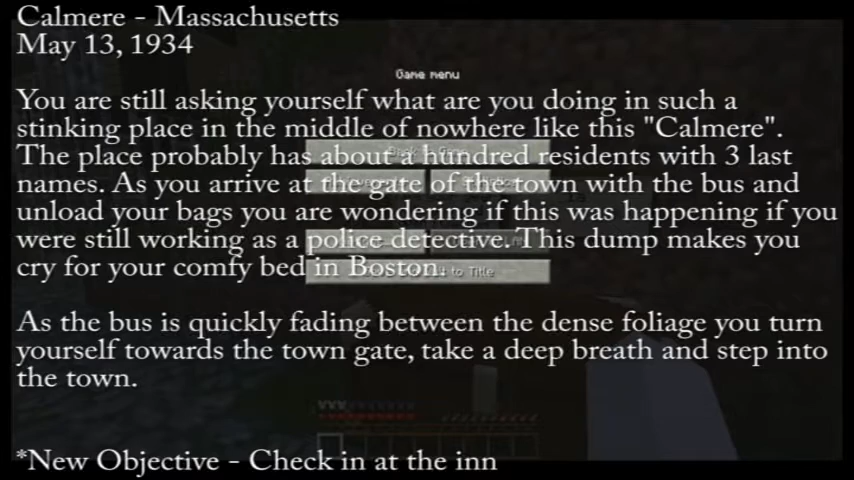 Calmere - Massachusetts
May 13, 1934
Game menu
You are still asking yourself what are you doing in such a
stinking place in the middle of nowhere like this "Calmere".
The place probably has about a hundred residents with 3 last
names. As you arrive at the gate of the town with the bus and
unload your bags you are wondering if this was happening if you
were still working as a police detective. This dump makes you
cry for your comfy bed in Boston.
to Title
As the bus is quickly fading between the dense foliage you turn
yourself towards the town gate, take a deep breath and step into
the town.
*New Objective - Check in at the inn